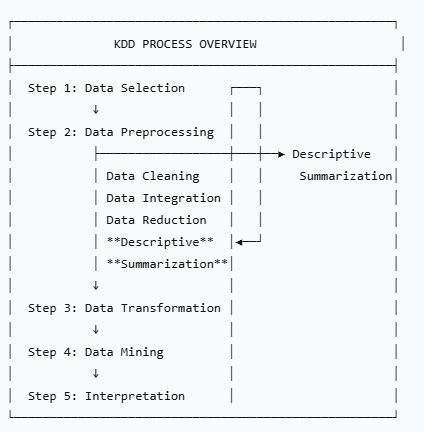 KDD PROCESS OVERVIEW
Step 1: Data Selection
Step 2: Data Preprocessing
Descriptive
Data Cleaning
Summarization
Data Integration
Data Reduction
**Descriptive**
**Summarization**
Step 3: Data Transformation
Step 4: Data Mining
Step 5: Interpretation